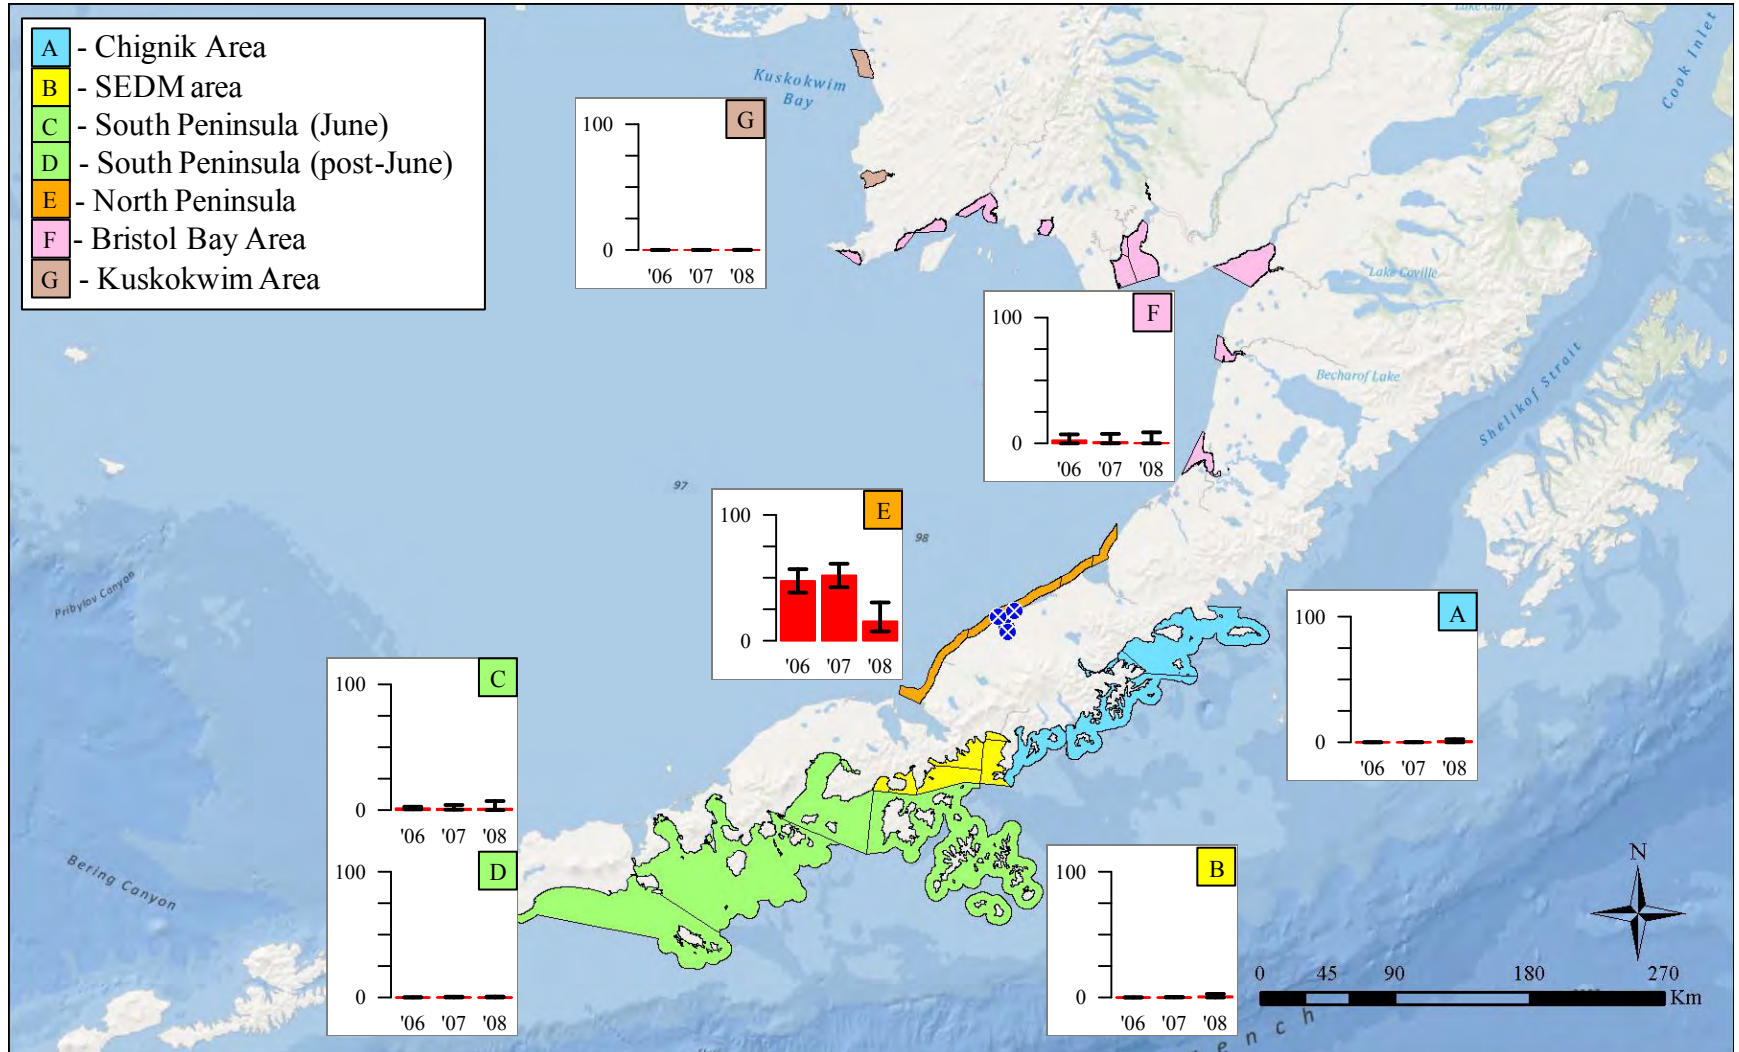 A - Chignik Area
B - SEDM area
C - South Peninsula (June)
D - South Peninsula (post-June)
E - North Peninsula
F - Bristol Bay Area
G - Kuskokwim Area
Lake Clark
Cook Inlet
Kuskokwim
Bay
G
100
0
'06 '07 '08
Lake Coville
F
100
0
'06 '07 '08
Becharof Lake
Shelikof Strait
97
98
E
100
0
'06 '07 '08
Pribylov Canyon
A
100
0
'06 '07 '08
C
100
0
'06 '07 '08
D
100
0
'06 '07 '08
Bering Canyon
B
100
0
'06 '07 '08
N
0 45 90 180 270
Km
ench